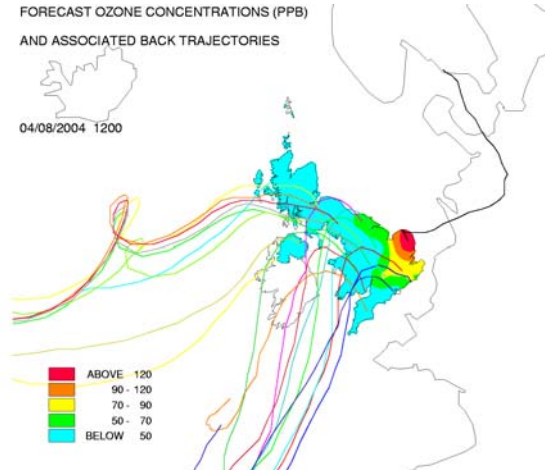 FORECAST OZONE CONCENTRATIONS (PPB)
AND ASSOCIATED BACK TRAJECTORIES
04/08/2004 1200
ABOVE 120
90 - 120
70 - 90
50 - 70
BELOW 50